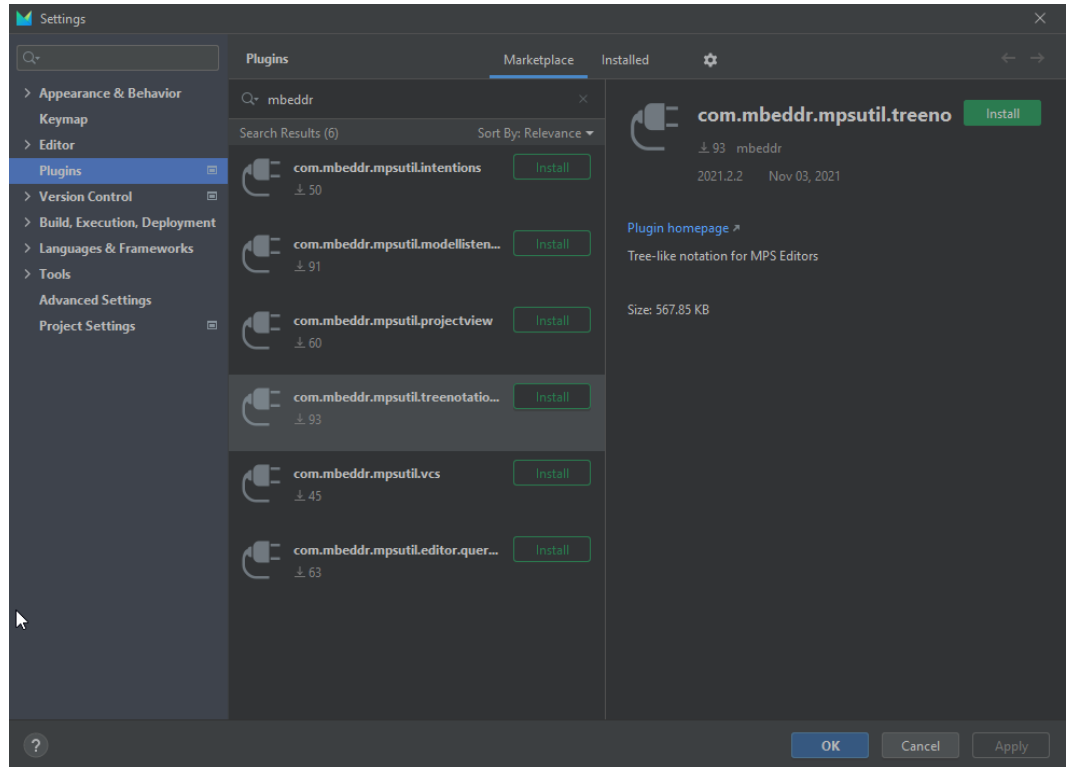 Settings
Appearance & Behavior
Keymap
Editor
Plugins
Version Control
Build, Execution, Deployment
Languages & Frameworks
Tools
Advanced Settings
Project Settings
Plugins
Marketplace
Installed
mbeddr
Search Results (6)
Sort By: Relevance
com.mbeddr.mpsutil.intentions
50
Install
com.mbeddr.mpsutil.modellisten...
91
Install
com.mbeddr.mpsutil.projectview
60
Install
com.mbeddr.mpsutil.treenotatio...
93
Install
com.mbeddr.mpsutil.vcs
45
Install
com.mbeddr.mpsutil.editor.quer...
63
Install
com.mbeddr.mpsutil.treeno
Install
93 mbeddr
2021.2.2 Nov 03, 2021
Plugin homepage
Tree-like notation for MPS Editors
Size: 567.85 KB
?
OK
Cancel
Apply